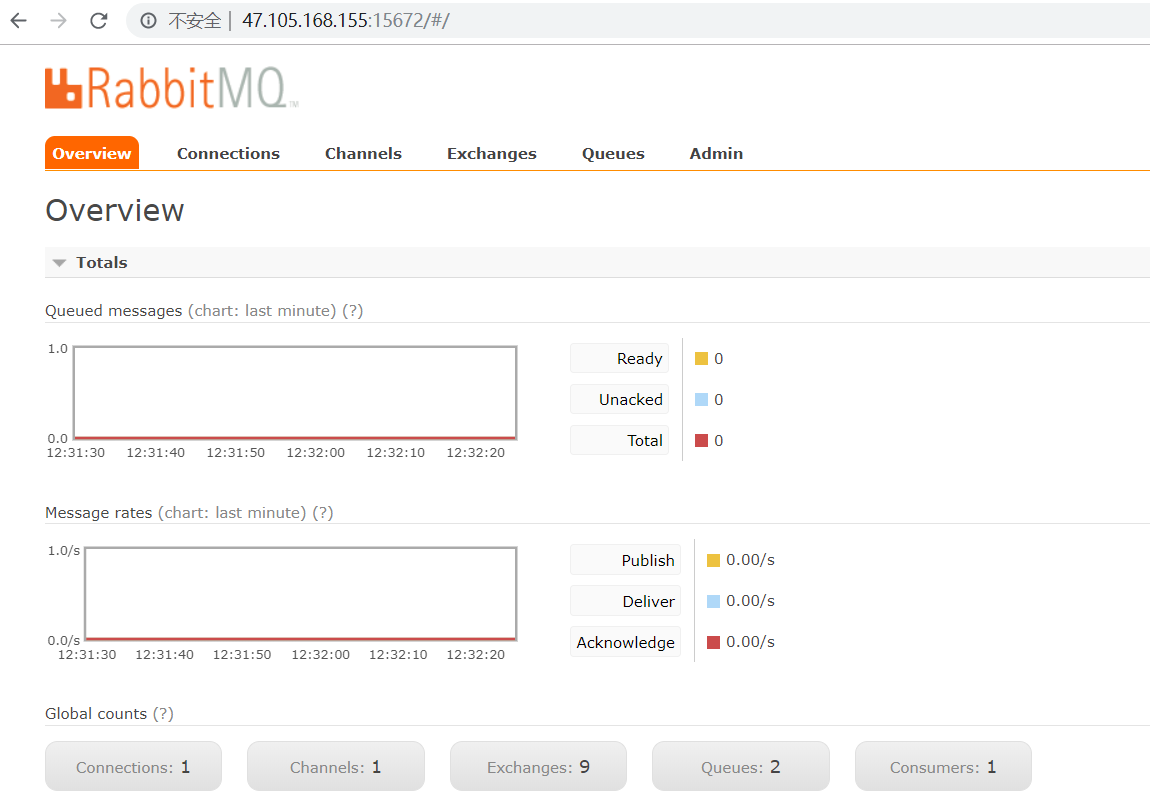 不安全 | 47.105.168.155:15672/#/
RabbitMQ TM
Overview Connections Channels Exchanges Queues Admin
Overview
Totals
Queued messages (chart: last minute) (?)
1.0
0.0
12:31:30 12:31:40 12:31:50 12:32:00 12:32:10 12:32:20
Ready 0
Unacked 0
Total 0
Message rates (chart: last minute) (?)
1.0/s
0.0/s
12:31:30 12:31:40 12:31:50 12:32:00 12:32:10 12:32:20
Publish 0.00/s
Deliver 0.00/s
Acknowledge 0.00/s
Global counts (?)
Connections: 1 Channels: 1 Exchanges: 9 Queues: 2 Consumers: 1